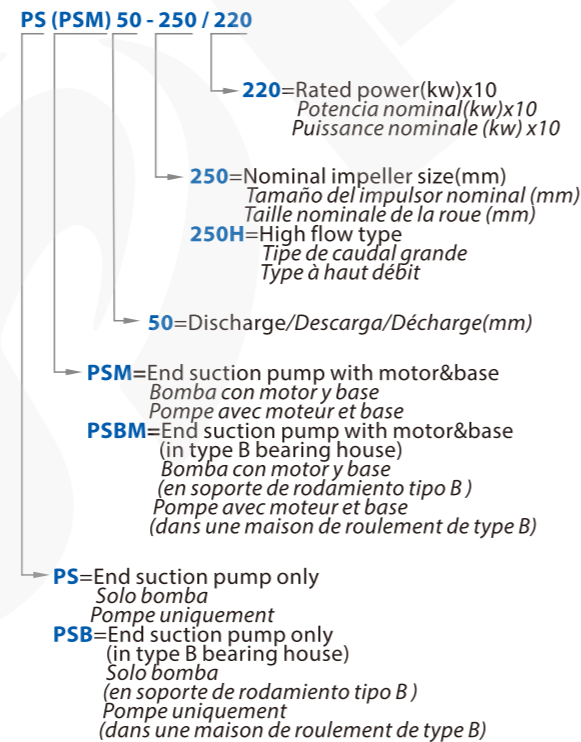 PS (PSM) 50 - 250 / 220
220=Rated power(kw)x10
Potencia nominal(kw)x10
Puissance nominale (kw) x10
250=Nominal impeller size(mm)
Tamaño del impulsor nominal (mm)
Taille nominale de la roue (mm)
250H=High flow type
Tipe de caudal grande
Type à haut débit
50=Discharge/Descarga/Décharge(mm)
PSM=End suction pump with motor&base
Bomba con motor y base
Pompe avec moteur et base
PSBM=End suction pump with motor&base
(in type B bearing house)
Bomba con motor y base
(en soporte de rodamiento tipo B )
Pompe avec moteur et base
(dans une maison de roulement de type B)
PS=End suction pump only
Solo bomba
Pompe uniquement
PSB=End suction pump only
(in type B bearing house)
Solo bomba
(en soporte de rodamiento tipo B )
Pompe uniquement
(dans une maison de roulement de type B)